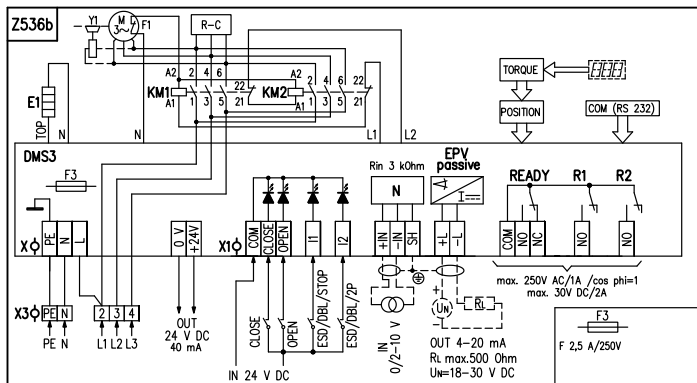 Z536b
Y1
M
3~
F1
R-C
A2
2 4 6
22
KM1
A1
1 3 5
21
A2
2 4 6
22
KM2
A1
1 3 5
21
E1
TOP
N
N
L1
L2
TORQUE
POSITION
COM (RS 232)
DMS3
F3
Rin 3 kOhm
N
EPV
passive
READY
R1
R2
X
PE
N
L
0 V
+24V
X1
COM
CLOSE
OPEN
I1
I2
+IN
-IN
SH
+L
-L
COM
NO
NC
NO
NO
max. 250V AC/1A /cos phi=1
max. 30V DC/2A
X3
PE N
2 3 4
PE N
L1 L2 L3
OUT
24 V DC
40 mA
CLOSE
OPEN
ESD/DBL/STOP
ESD/DBL/2P
IN 24 V DC
IN
0/2-10 V
+
UN
-
RL
OUT 4-20 mA
RL max.500 Ohm
UN=18-30 V DC
F3
F 2,5 A/250V